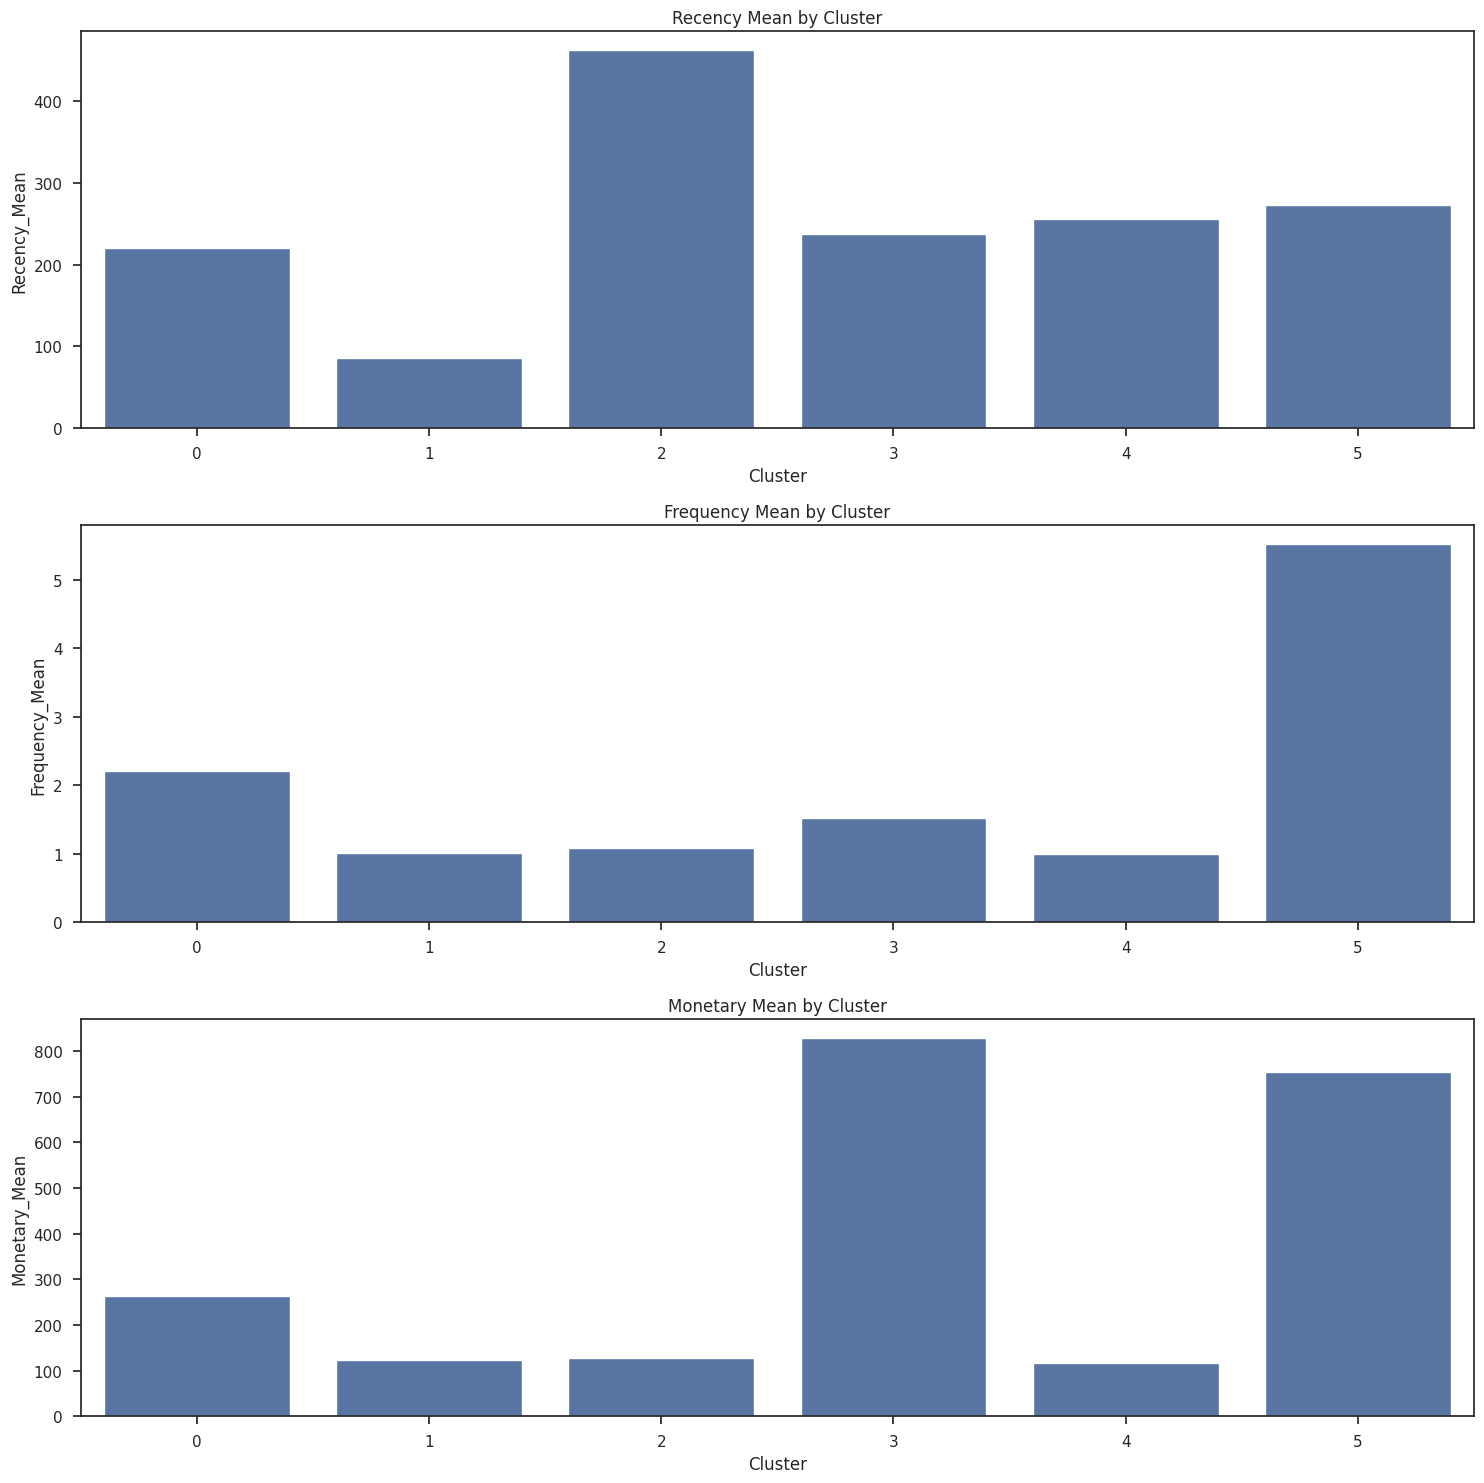 Recency Mean by Cluster
Recency_Mean
400
300
200
100
0
0 1 2 3 4 5
Cluster
Frequency Mean by Cluster
Frequency_Mean
5
4
3
2
1
0
0 1 2 3 4 5
Cluster
Monetary Mean by Cluster
Monetary_Mean
800
700
600
500
400
300
200
100
0
0 1 2 3 4 5
Cluster